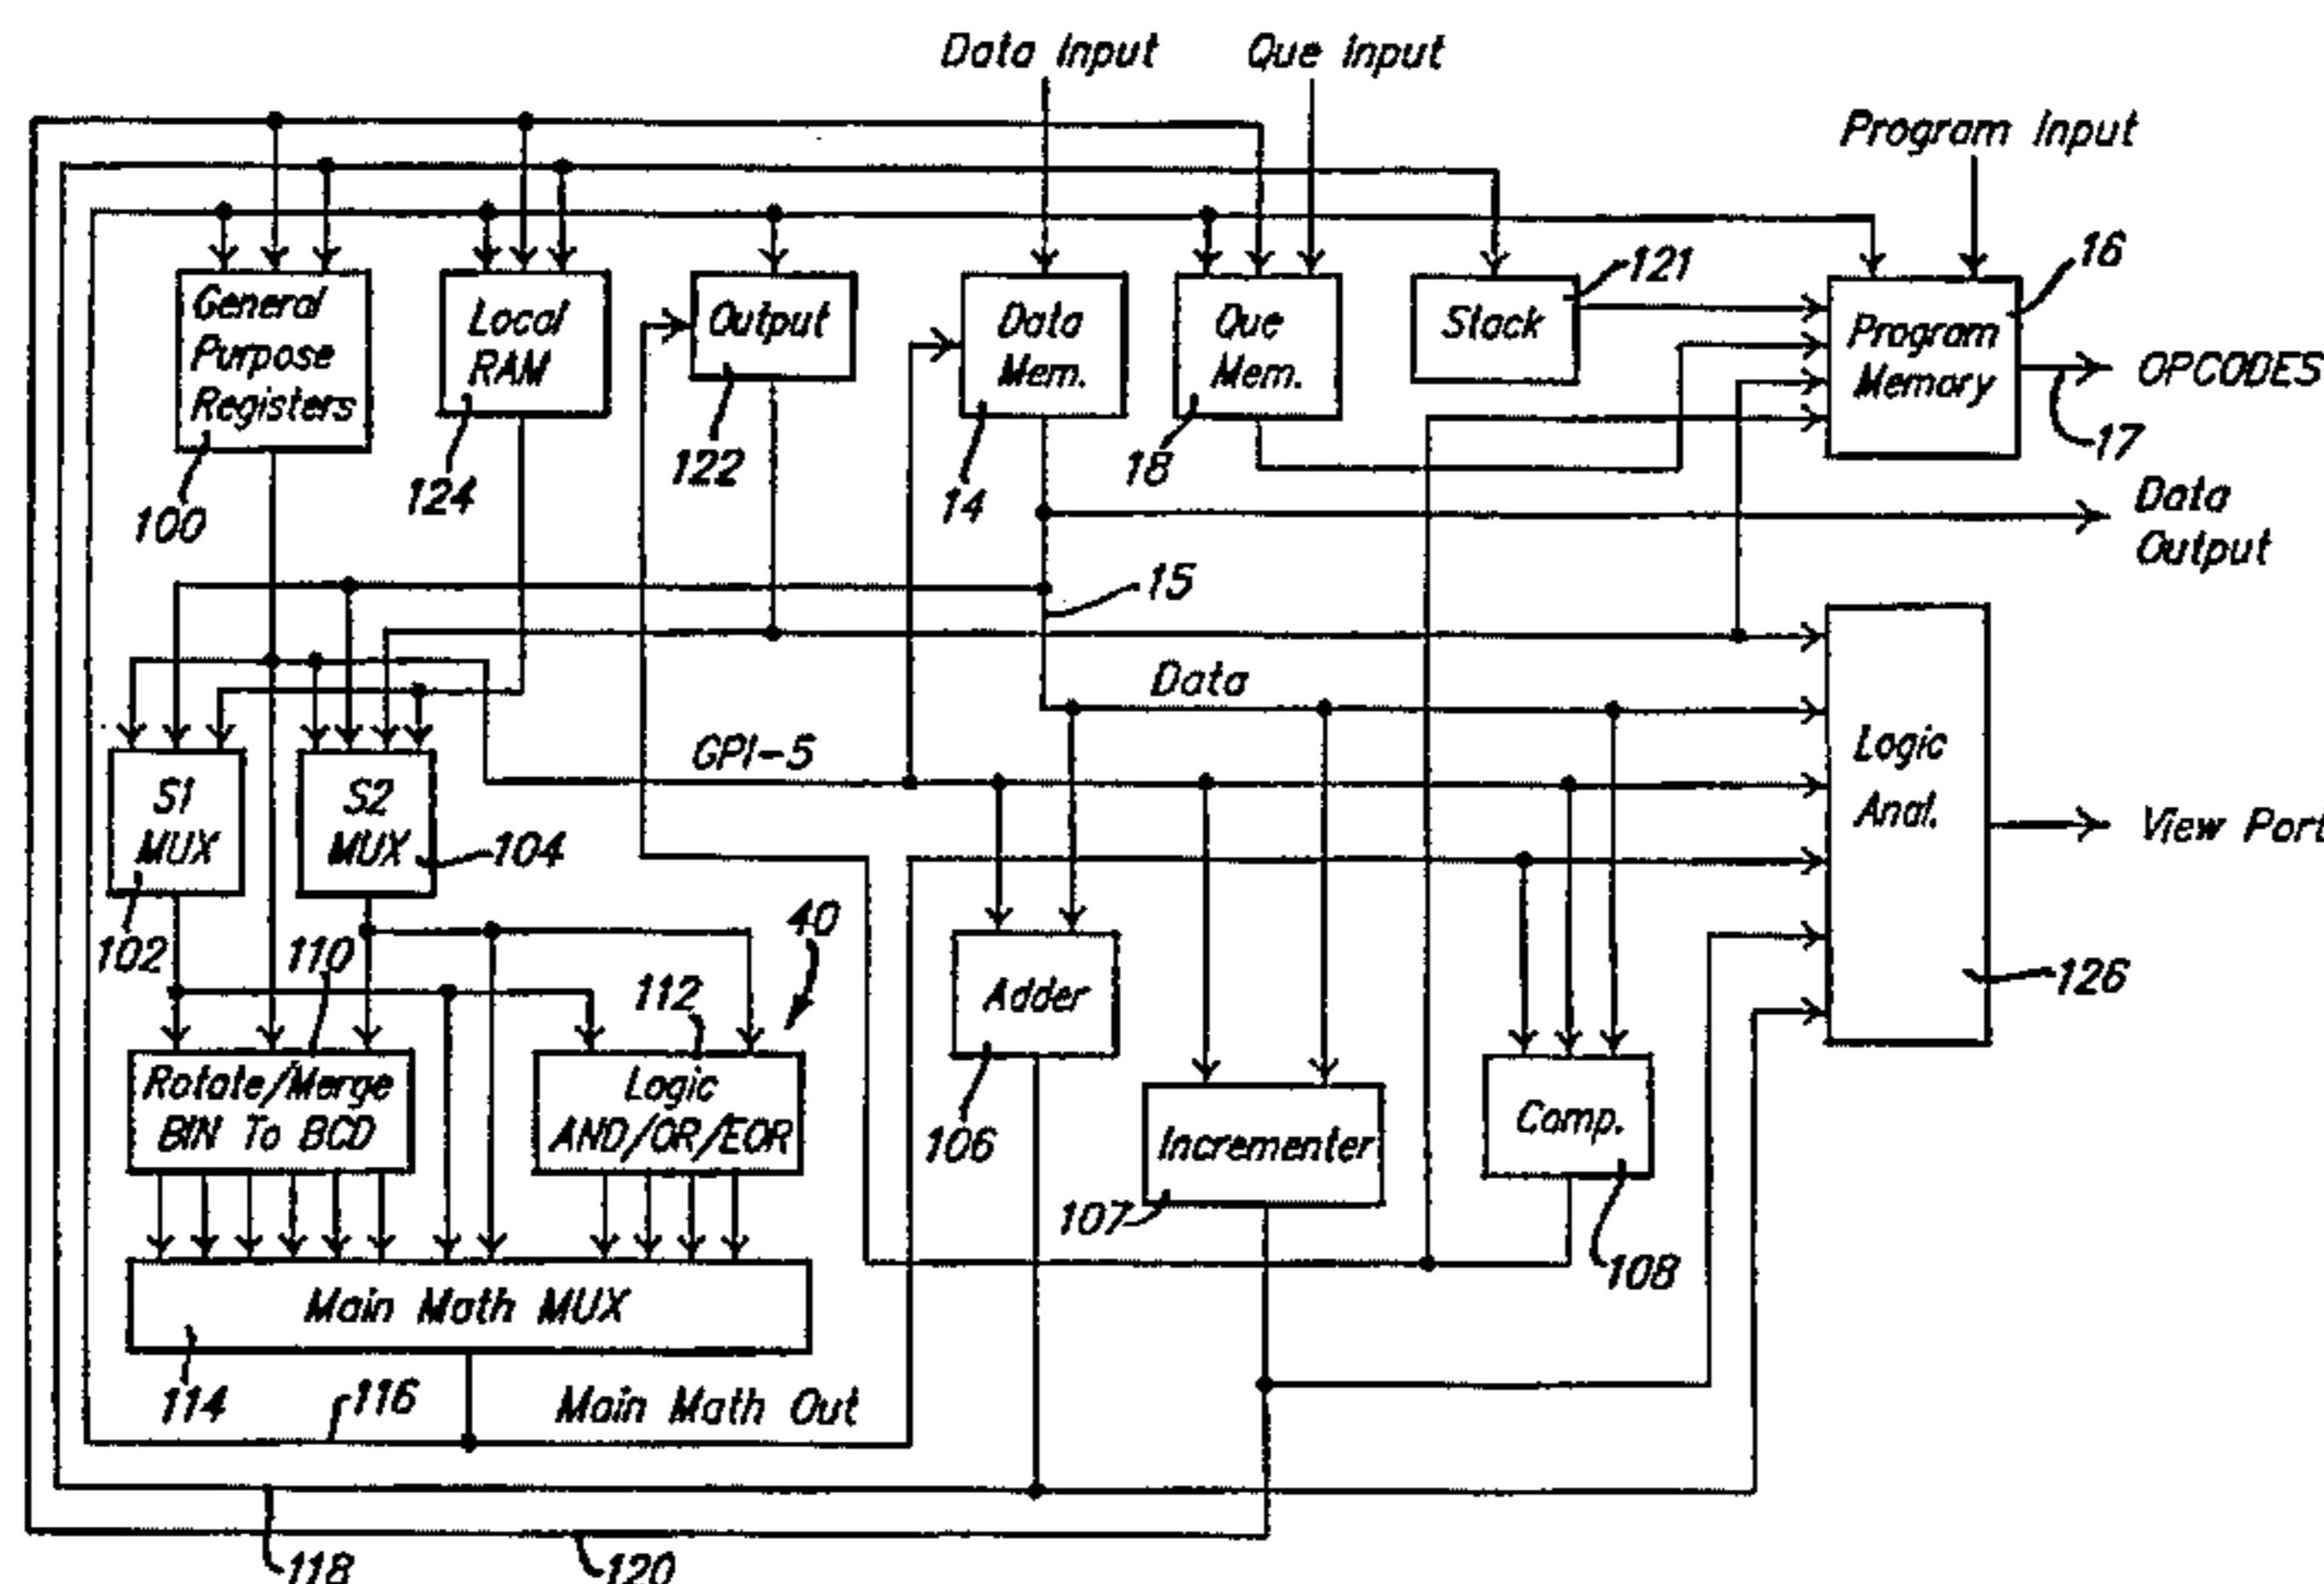 Data Input
Que Input
Program Input
General
Purpose
Registers
100
Local
RAM
124
Output
122
Data
Mem.
14
Que
Mem.
18
Stack
121
Program
Memory
16
OPCODES
17
Data
Output
15
Data
GPI-5
S1
MUX
102
S2
MUX
104
Logic
Anal.
View Port
126
110
112
40
Adder
106
Rotate/Merge
BIN To BCD
Logic
AND/OR/EOR
Incrementer
107
Comp.
108
Main Math MUX
114
116
Main Math Out
118
120